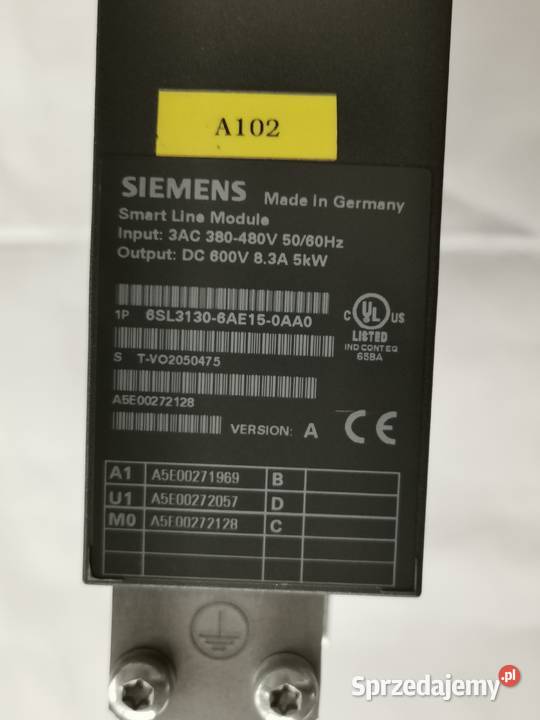 A102
SIEMENS Made in Germany
Smart Line Module
Input: 3AC 380-480V 50/60Hz
Output: DC 600V 8.3A 5kW
1P 6SL3130-6AE15-0AA0
S T-VO2050475
A5E00272128
VERSION: A CE
C UL US
LISTED
IND CONT EQ
65BA
A1 A5E00271969 B
U1 A5E00272057 D
M0 A5E00272128 C
Sprzedajemy.pl